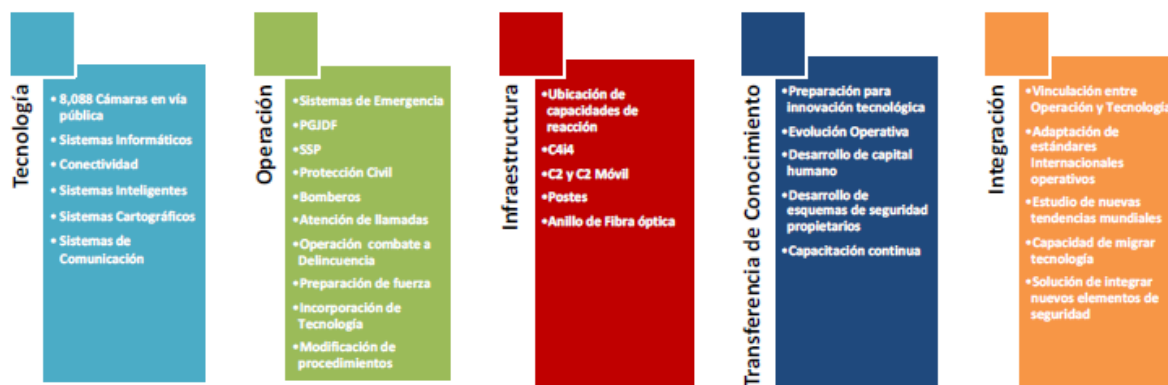 Tecnología
•8,088 Cámaras en vía
pública
•Sistemas Informáticos
•Conectividad
•Sistemas Inteligentes
•Sistemas Cartográficos
•Sistemas de
Comunicación
Operación
•Sistemas de Emergencia
•PGJDF
•SSP
•Protección Civil
•Bomberos
•Atención de llamadas
•Operación combate a
Delincuencia
•Preparación de fuerza
•Incorporación de
Tecnología
•Modificación de
procedimientos
Infraestructura
•Ubicación de
capacidades de
reacción
•C4i4
•C2 y C2 Móvil
•Postes
•Anillo de Fibra óptica
Transferencia de Conocimiento
•Preparación para
innovación tecnológica
•Evolución Operativa
•Desarrollo de capital
humano
•Desarrollo de
esquemas de seguridad
propietarios
•Capacitación continua
Integración
•Vinculación entre
Operación y Tecnología
•Adaptación de
estándares
Internacionales
operativos
•Estudio de nuevas
tendencias mundiales
•Capacidad de migrar
tecnología
•Solución de integrar
nuevos elementos de
seguridad